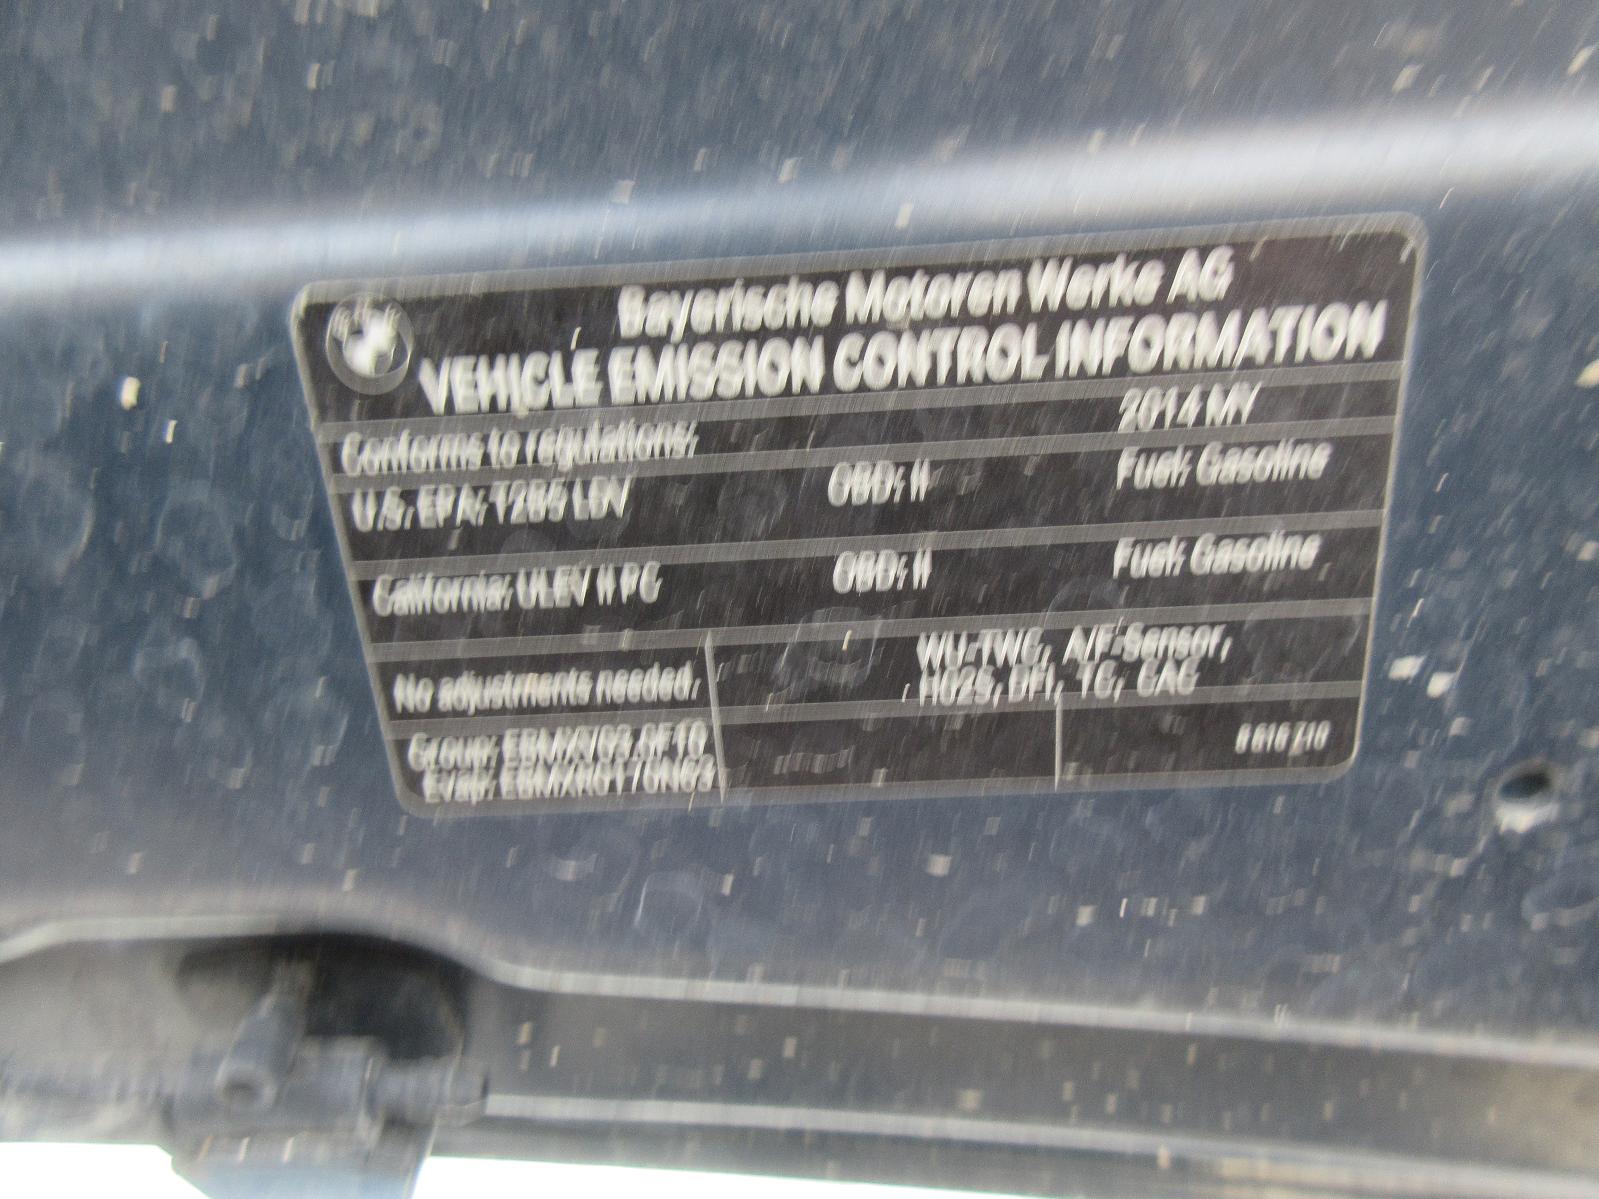 Bayerische Motoren Werke AG
VEHICLE EMISSION CONTROL INFORMATION
2014 MY
Conforms to regulations:
U.S. EPA: T2B5 LDV OBD: II Fuel: Gasoline
California: ULEV II PC OBD: II Fuel: Gasoline
No adjustments needed.
WU-TWC, A/F-Sensor,
HO2S, DFI, TC, CAC
Group:
Evap: